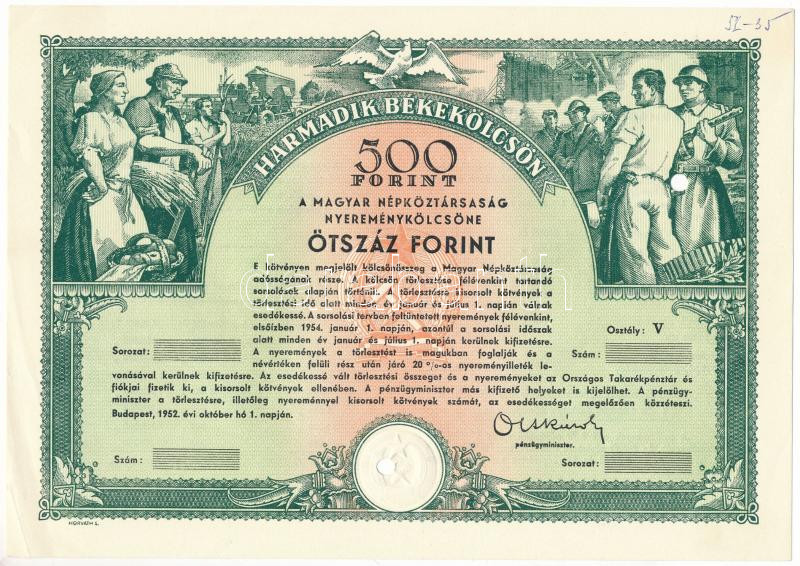 HARMADIK BÉKEKÖLCSÖN
500
FORINT
A MAGYAR NÉPKÖZTÁRSASÁG
NYEREMÉNYKÖLCSÖNE
ÖTSZÁZ FORINT
E kötvényen megjelölt kölcsönösszeg a Magyar Népköztársaság
adósságának része. A kölcsön törlesztése félévenkint tartandó
sorsolások alapján történik. A törlesztésre kisorsolt kötvények a
törlesztési idő alatt minden év január és július 1. napján válnak
esedékessé. A sorsolási tervben feltüntetett nyeremények félévenkint,
elsőízben 1954. január 1. napján, azontúl a sorsolási időszak
alatt minden év január és július 1. napján kerülnek kifizetésre.
A nyeremények a törlesztést is magukban foglalják és a
névértéken felüli rész után járó 20 %-os nyereményilleték le-
vonásával kerülnek kifizetésre. Az esedékessé vált törlesztési összeget és a nyereményeket az Országos Takarékpénztár és
fiókjai fizetik ki, a kisorsolt kötvények ellenében. A pénzügyminiszter más kifizető helyeket is kijelölhet. A pénzügy-
miniszter a törlesztésre, illetőleg nyereménnyel kisorsolt kötvények számát, az esedékességet megelőzően közzéteszi.
Budapest, 1952. évi október hó 1. napján.
Osztály: V
Sorozat:
Szám:
pénzügyminiszter.
Szám:
Sorozat:
HORVÁTH E.